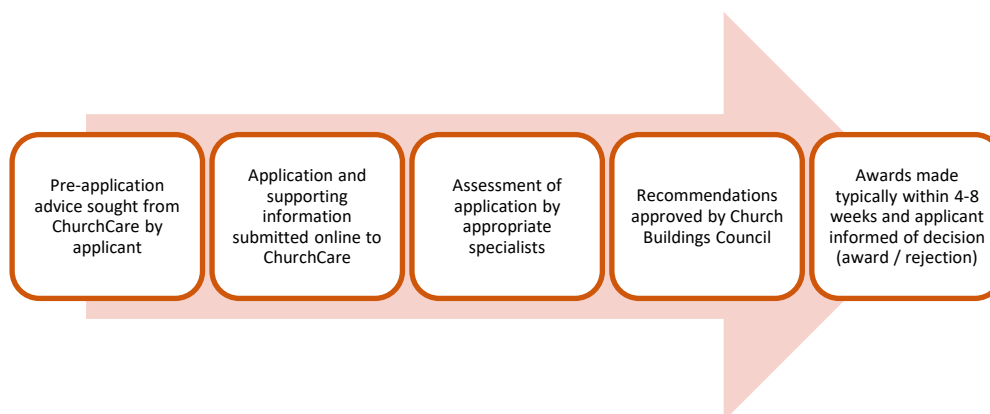 Pre-application
advice sought from
ChurchCare by
applicant
Application and
supporting
information
submitted online to
ChurchCare
Assessment of
application by
appropriate
specialists
Recommendations
approved by Church
Buildings Council
Awards made
typically within 4-8
weeks and applicant
informed of decision
(award / rejection)